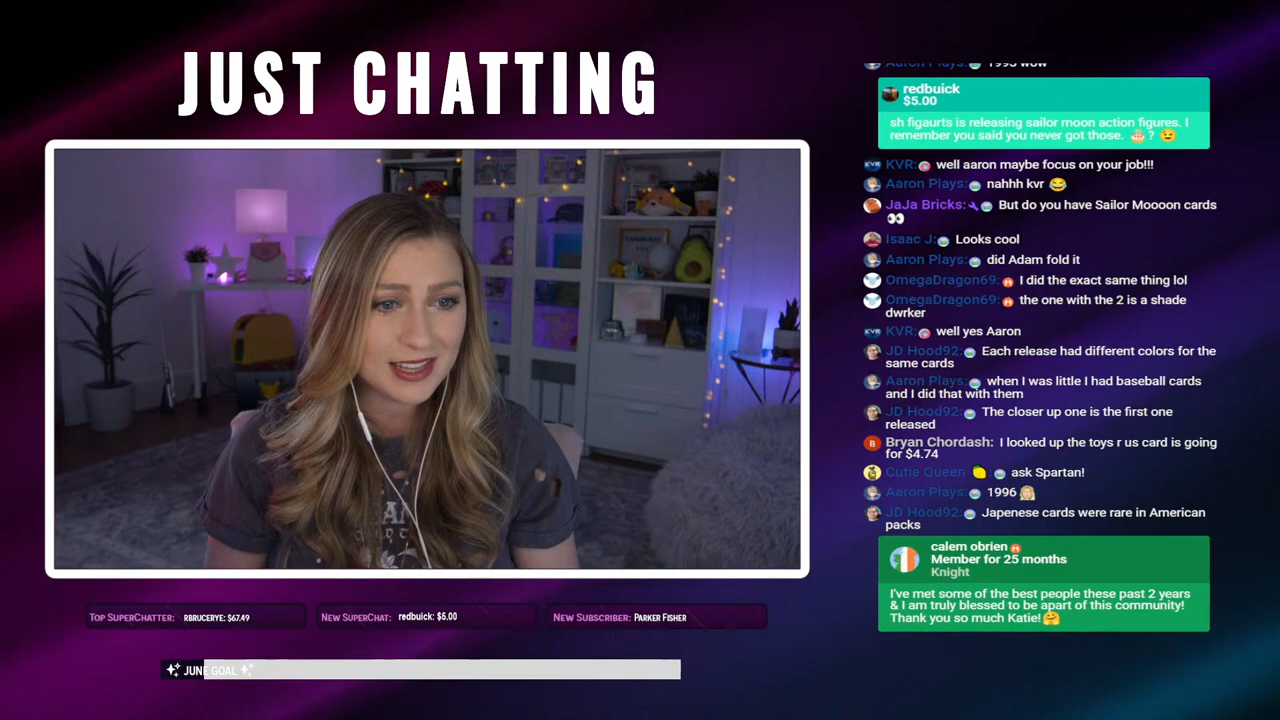 JUST CHATTING
Aaron Plays: 1995 wow
redbuick
$5.00
sh figaurts is releasing sailor moon action figures. I
remember you said you never got those. 🎂? 😉
KVR: well aaron maybe focus on your job!!!
Aaron Plays: nahhh kvr 😂
JaJa Bricks: But do you have Sailor Moooon cards
👀
Isaac J: Looks cool
Aaron Plays: did Adam fold it
OmegaDragon69: I did the exact same thing lol
OmegaDragon69: the one with the 2 is a shade
dwrker
KVR: well yes Aaron
JD Hood92: Each release had different colors for the
same cards
Aaron Plays: when I was little I had baseball cards
and I did that with them
JD Hood92: The closer up one is the first one
released
Bryan Chordash: I looked up the toys r us card is going
for $4.74
Cutie Queen 🍋 ask Spartan!
Aaron Plays: 1996
JD Hood92: Japenese cards were rare in American
packs
calem obrien
Member for 25 months
Knight
I've met some of the best people these past 2 years
& I am truly blessed to be apart of this community!
Thank you so much Katie!🤗
TOP SUPERCHATTER: RBRUCERYE: $67.49
NEW SUPERCHAT: redbuick: $5.00
NEW SUBSCRIBER: PARKER FISHER
✨ JUNE GOAL ✨